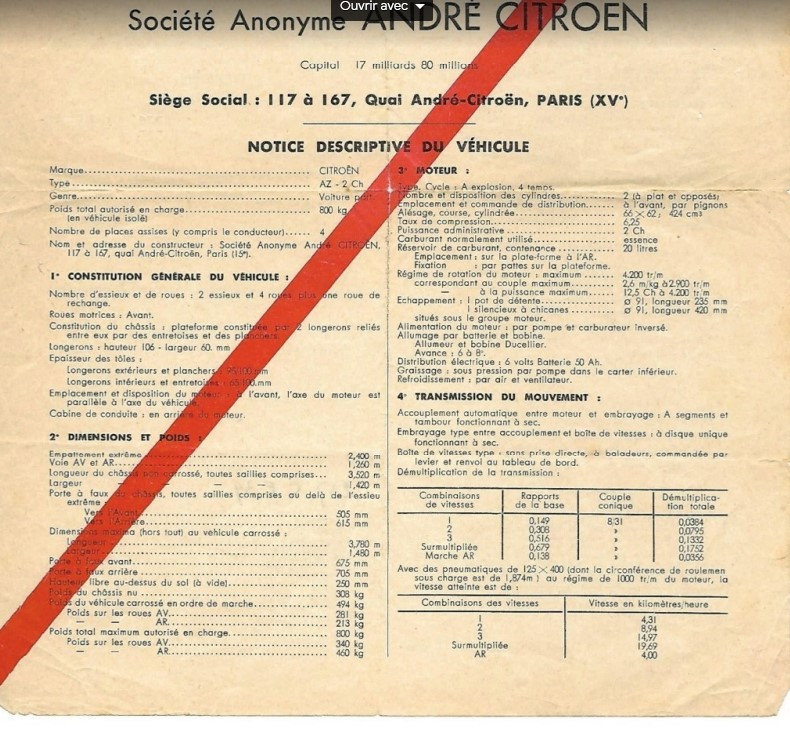 Ouvrir avec
Société Anonyme ANDRÉ CITROËN
Capital 17 milliards 80 millions
Siège Social : 117 à 167, Quai André-Citroën, PARIS (XVe)
NOTICE DESCRIPTIVE DU VÉHICULE
Marque CITROËN
Type AZ - 2 Ch
Genre Voiture part.
Poids total autorisé en charge 800 kg
(en véhicule isolé)
Nombre de places assises (y compris le conducteur) 4
Nom et adresse du constructeur : Société Anonyme André CITROËN,
117 à 167, quai André-Citroën, Paris (15e).
1° CONSTITUTION GÉNÉRALE DU VÉHICULE :
Nombre d'essieux et de roues : 2 essieux et 4 roues plus une roue de
rechange.
Roues motrices : Avant.
Constitution du châssis : plateforme constituée par 2 longerons reliés
entre eux par des entretoises et des planchers.
Longerons : hauteur 106 - largeur 60. mm
Epaisseur des tôles :
Longerons extérieurs et planchers : 95/100.mm
Longerons intérieurs et entretoises : 65/100.mm
Emplacement et disposition du moteur : à l'avant, l'axe du moteur est
parallèle à l'axe du véhicule.
Cabine de conduite : en arrière du moteur.
2° DIMENSIONS ET POIDS :
Empattement extrême 2,400 m
Voie AV et AR 1,260 m
Longueur du châssis non carrossé, toutes saillies comprises 3,520 m
Largeur — — — 1,420 m
Porte à faux du châssis, toutes saillies comprises au delà de l'essieu
extrême :
Vers l'Avant 505 mm
Vers l'Arrière 615 mm
Dimensions maxima (hors tout) au véhicule carrossé :
Longueur 3,780 m
Largeur 1,480 m
Porte à faux avant 675 mm
Porte à faux arrière 705 mm
Hauteur libre au-dessus du sol (à vide) 250 mm
Poids du châssis nu 308 kg
Poids du véhicule carrossé en ordre de marche 494 kg
Poids sur les roues AV 281 kg
— — AR 213 kg
Poids total maximum autorisé en charge 800 kg
Poids sur les roues AV 340 kg
— — AR 460 kg
3° MOTEUR :
Type, Cycle : A explosion, 4 temps.
Nombre et disposition des cylindres 2 (à plat et opposés)
Emplacement et commande de distribution à l'avant, par pignons
Alésage, course, cylindrée 66 × 62 ; 424 cm3
Taux de compression 6,25
Puissance administrative 2 Ch
Carburant normalement utilisé essence
Réservoir de carburant, contenance 20 litres
Emplacement : sur la plate-forme à l'AR.
Fixation : par pattes sur la plateforme.
Régime de rotation du moteur : maximum 4.200 tr/m
correspondant au couple maximum 2,6 m/kg à 2.900 tr/m
— à la puissance maximum 12,5 Ch à 4.200 tr/m
Echappement : 1 pot de détente ø 91, longueur 235 mm
1 silencieux à chicanes ø 91, longueur 420 mm
situés sous le groupe moteur.
Alimentation du moteur : par pompe et carburateur inversé.
Allumage par batterie et bobine.
Allumeur et bobine Ducellier.
Avance : 6 à 8°.
Distribution électrique : 6 volts Batterie 50 Ah.
Graissage : sous pression par pompe dans le carter inférieur.
Refroidissement : par air et ventilateur.
4° TRANSMISSION DU MOUVEMENT :
Accouplement automatique entre moteur et embrayage : A segments et
tambour fonctionnant à sec.
Embrayage type entre accouplement et boîte de vitesses : à disque unique
fonctionnant à sec.
Boîte de vitesses type : sans prise directe, à baladeurs, commandée par
levier et renvoi au tableau de bord.
Démultiplication de la transmission :
Combinaisons de vitesses Rapports de la base Couple conique Démultiplication totale
1 0,149 8/31 0,0384
2 0,308 » 0,0795
3 0,516 » 0,1332
Surmultipliée 0,679 » 0,1752
Marche AR 0,138 » 0,0356
Avec des pneumatiques de 125 × 400 (dont la circonférence de roulement
sous charge est de 1,874m) au régime de 1000 tr/m du moteur, la
vitesse atteinte est de :
Combinaisons des vitesses Vitesse en kilomètres/heure
1 4,31
2 8,94
3 14,97
Surmultipliée 19,69
AR 4,00